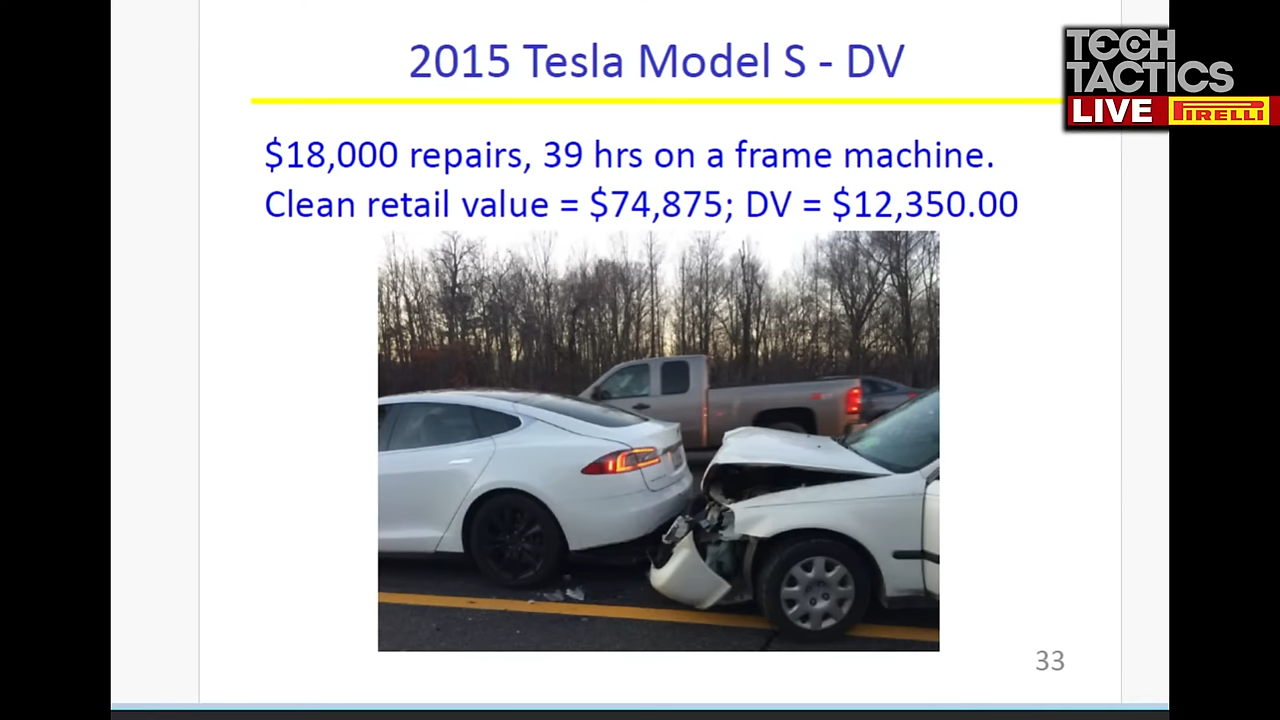 2015 Tesla Model S - DV
TECH
TACTICS
LIVE PIRELLI
$18,000 repairs, 39 hrs on a frame machine.
Clean retail value = $74,875; DV = $12,350.00
33